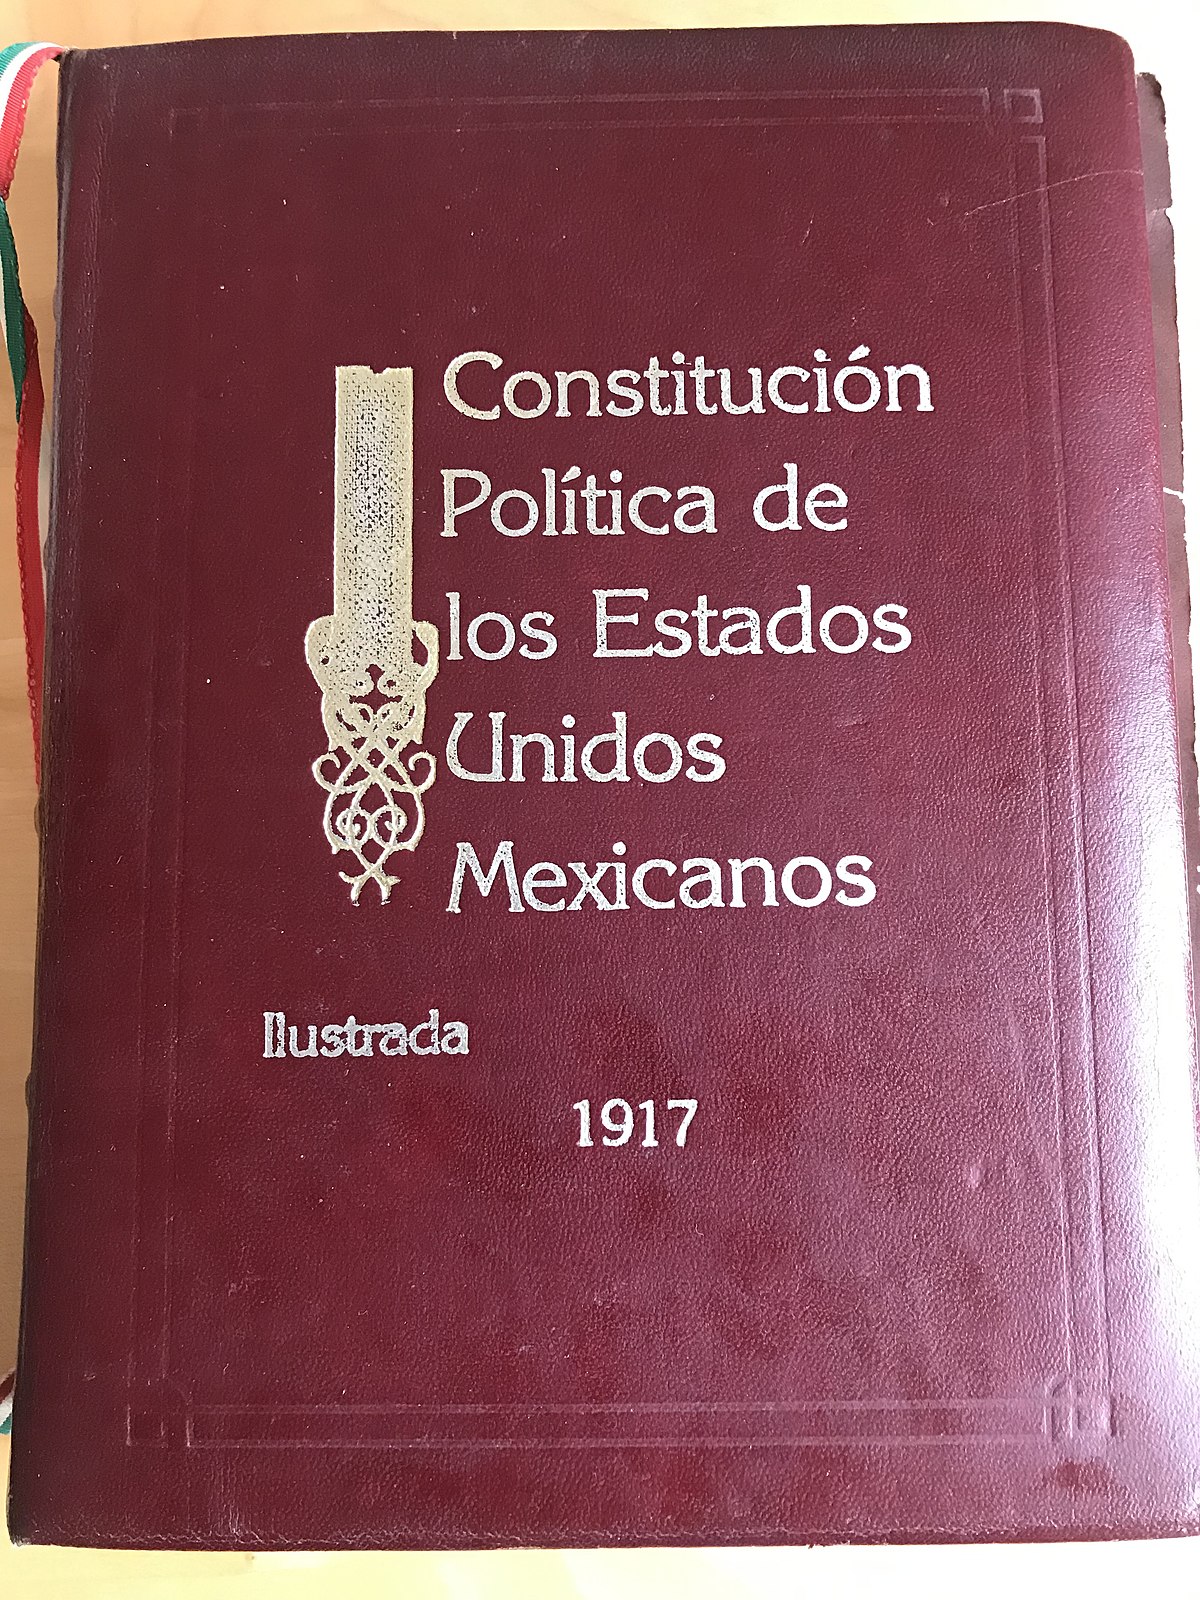 Constitución
Política de
los Estados
Unidos
Mexicanos
Ilustrada
1917